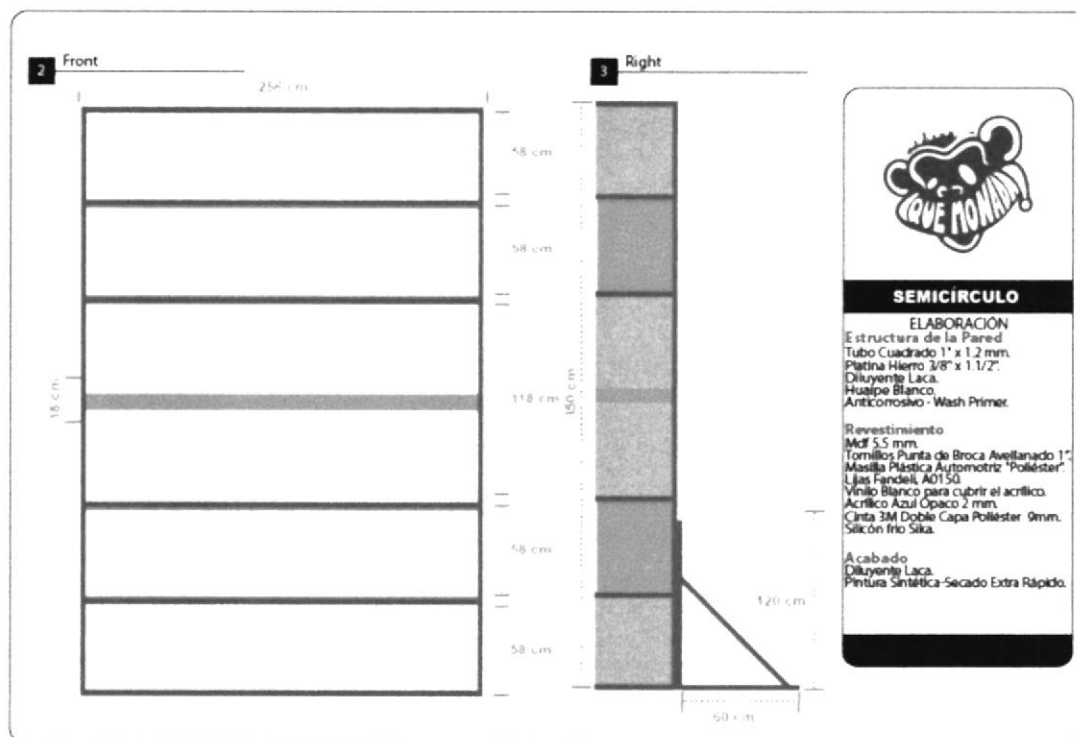 2 Front
256 cm
58 cm
58 cm
18 cm
118 cm
58 cm
58 cm
3 Right
120 cm
60 cm
QUE MONADA
SEMICÍRCULO
ELABORACIÓN
Estructura de la Pared
Tubo Cuadrado 1" x 1.2 mm.
Platina Hierro 3/8" x 1.1/2".
Diluyente Laca.
Huaipe Blanco.
Anticorrosivo - Wash Primer.
Revestimiento
Mdf 5.5 mm.
Tornillos Punta de Broca Avellanado 1".
Masilla Plástica Automotriz "Poliéster".
Lijas Fandeli, A0150.
Vinilo Blanco para cubrir el acrílico.
Acrílico Azul Opaco 2 mm.
Cinta 3M Doble Capa Poliéster 9mm.
Silicón frio Sika.
Acabado
Diluyente Laca.
Pintura Sintética-Secado Extra Rápido.